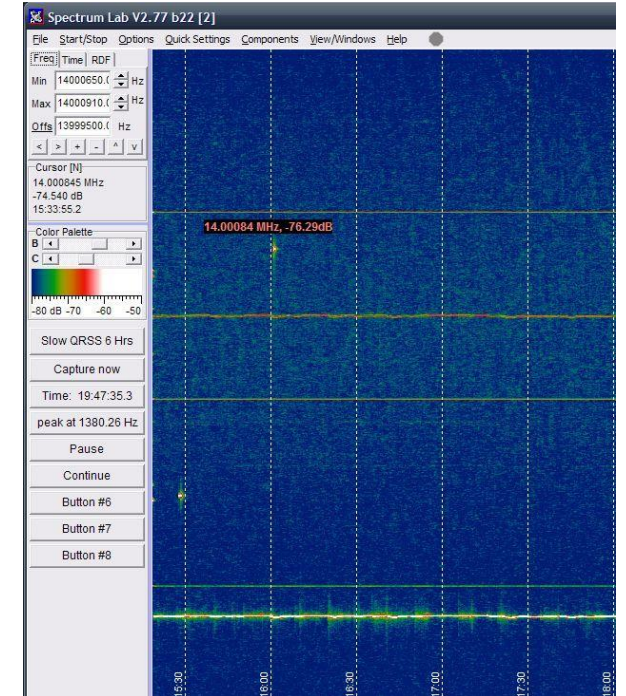 Spectrum Lab V2.77 b22 [2]
File Start/Stop Options Quick Settings Components View/Windows Help
Freq Time RDF
Min 14000650.( Hz
Max 14000910.( Hz
Offs 13999500.( Hz
< > + - ^ v
Cursor [N]
14.000845 MHz
-74.540 dB
15:33:55.2
Color Palette
B
C
-80 dB -70 -60 -50
Slow QRSS 6 Hrs
Capture now
Time: 19:47:35.3
peak at 1380.26 Hz
Pause
Continue
Button #6
Button #7
Button #8
14.00084 MHz, -76.29dB
15:30
16:00
16:30
17:00
17:30
18:00